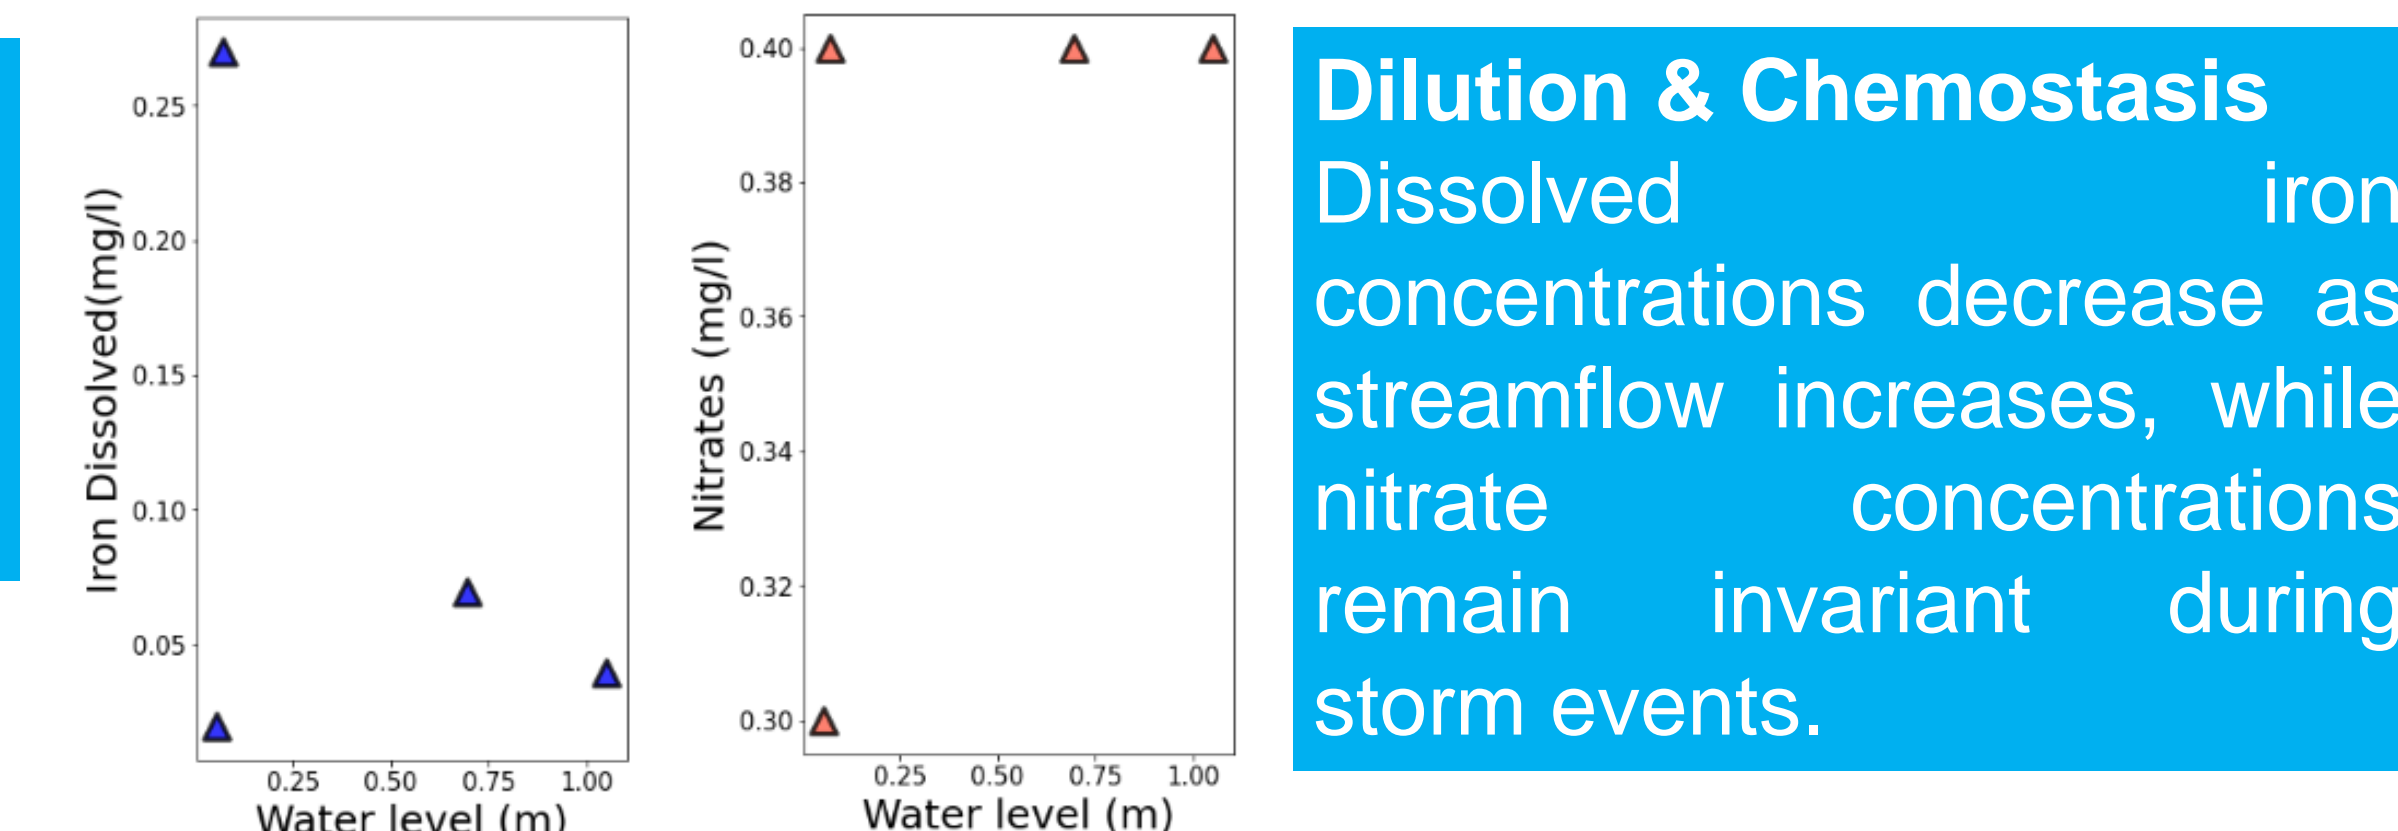 Iron Dissolved(mg/l)
0.25
0.20
0.15
0.10
0.05
0.25 0.50 0.75 1.00
Water level (m)
Nitrates (mg/l)
0.40
0.38
0.36
0.34
0.32
0.30
0.25 0.50 0.75 1.00
Water level (m)
Dilution & Chemostasis
Dissolved iron
concentrations decrease as
streamflow increases, while
nitrate concentrations
remain invariant during
storm events.